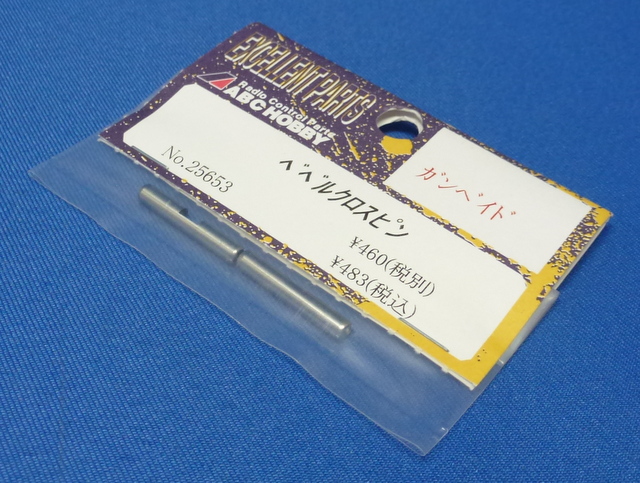 EXCELLENT PARTS
Radio Control Parts
ABC HOBBY
ガンベイド
No.25653
ベベルクロスピン
¥460(税別)
¥483(税込)